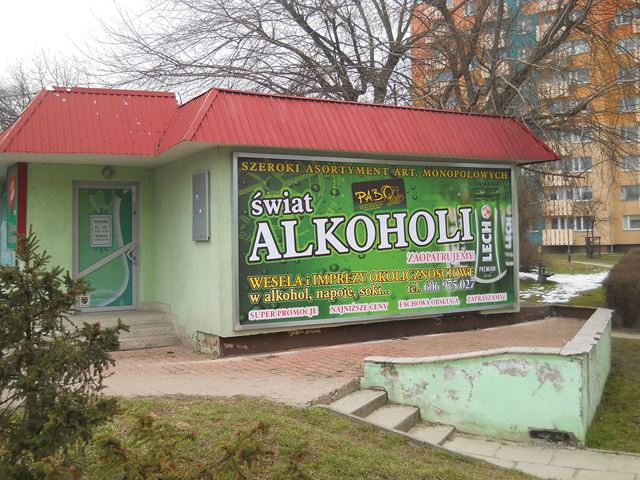 SZEROKI ASORTYMENT ART. MONOPOLOWYCH
świat
PABO
ALKOHOLI
ZAOPATRUJEMY:
WESELA i IMPREZY OKOLICZNOŚCIOWE
w alkohol, napoje, soki... tel. 606 975 027
SUPER PROMOCJE NAJNIŻSZE CENY FACHOWA OBSŁUGA ZAPRASZAMY!
LECH
PREMIUM